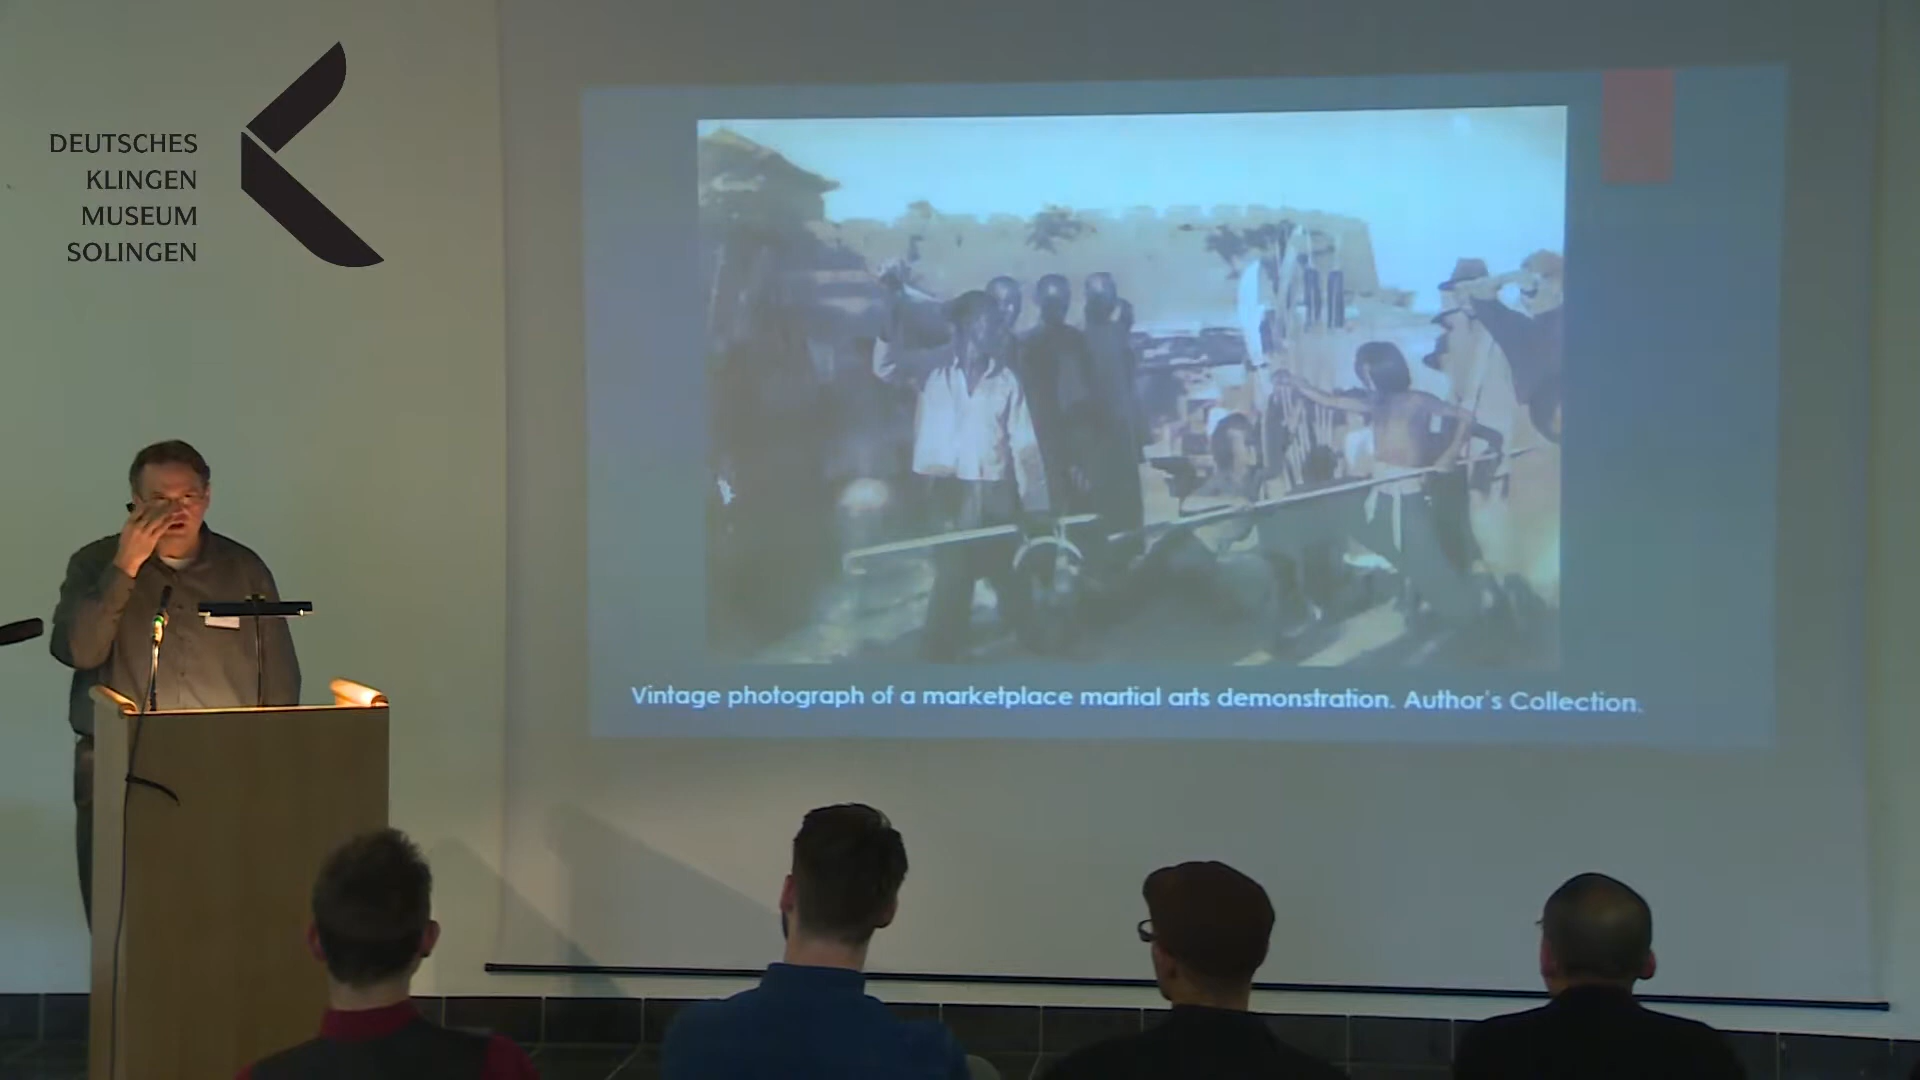 DEUTSCHES
KLINGEN
MUSEUM
SOLINGEN
Vintage photograph of a marketplace martial arts demonstration. Author's Collection.